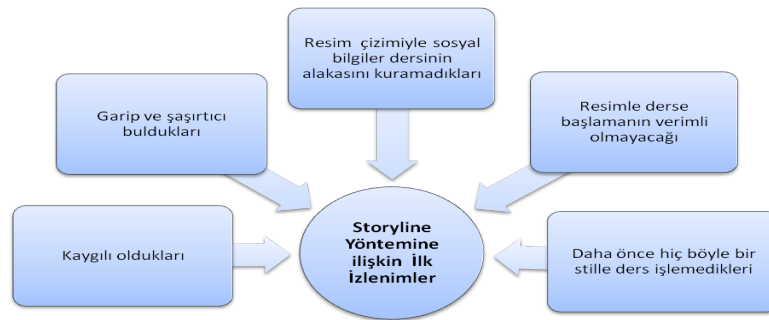 Resim çizimiyle sosyal
bilgiler dersinin
alakasını kuramadıkları
Garip ve şaşırtıcı
buldukları
Resimle derse
başlamanın verimli
olmayacağı
Kaygılı oldukları
Storyline
Yöntemine
ilişkin İlk
İzlenimler
Daha önce hiç böyle bir
stille ders işlemedikleri